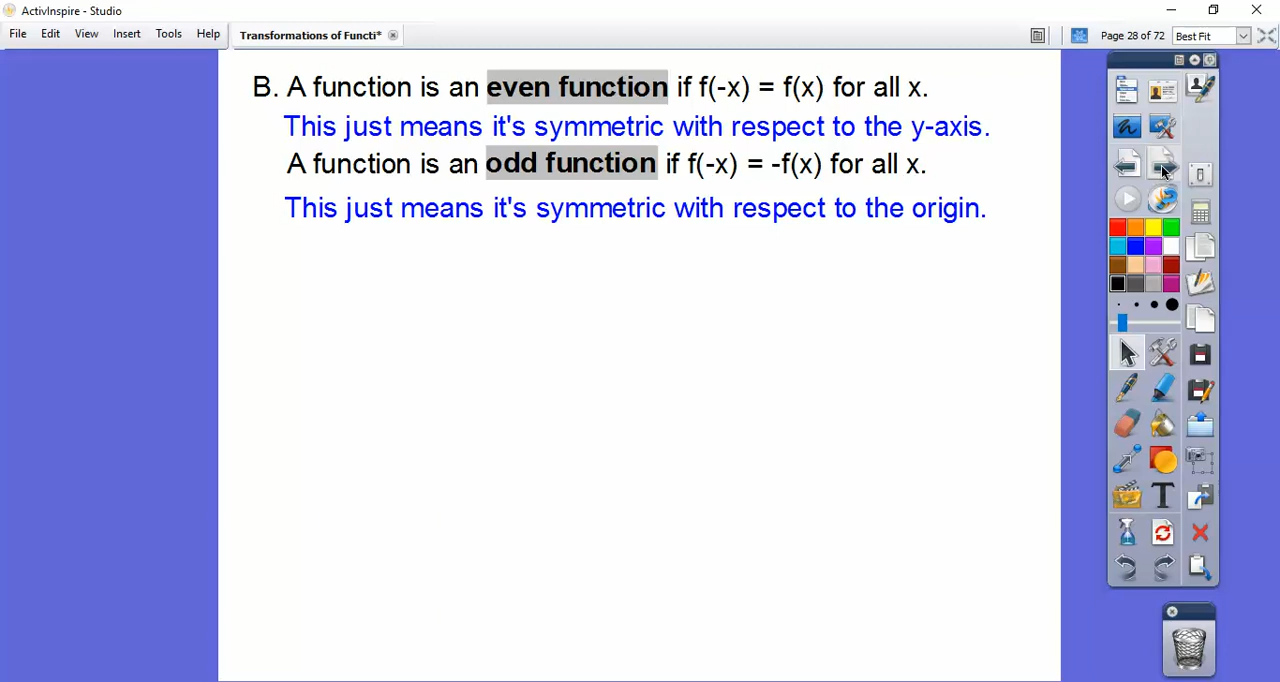 ActivInspire - Studio
File Edit View Insert Tools Help Transformations of Functi* Page 28 of 72 Best Fit
B. A function is an even function if f(-x) = f(x) for all x.
This just means it's symmetric with respect to the y-axis.
A function is an odd function if f(-x) = -f(x) for all x.
This just means it's symmetric with respect to the origin.
T